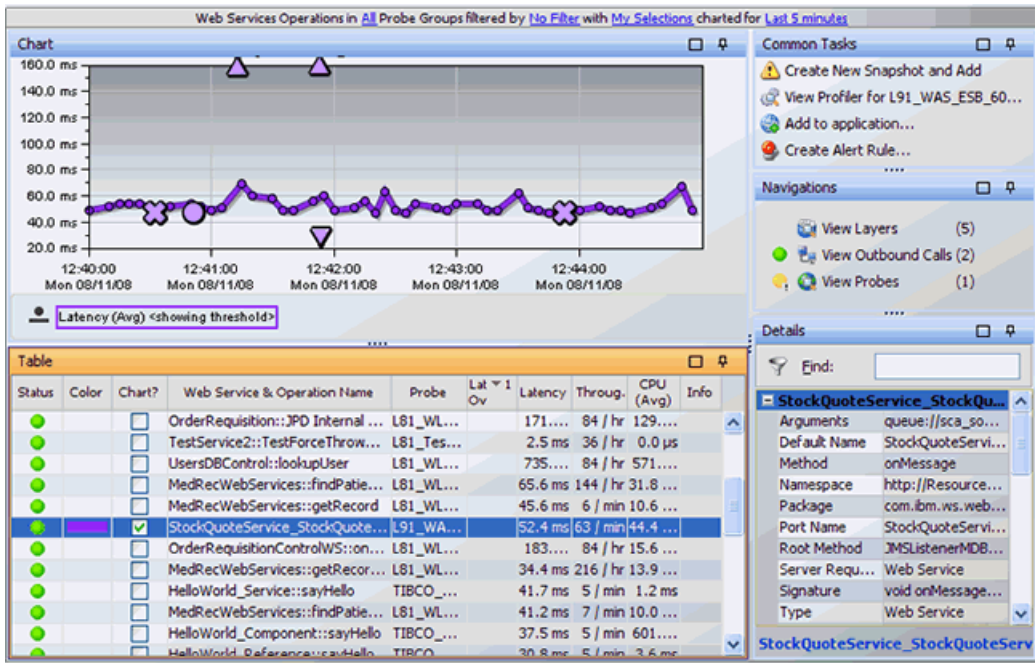 Web Services Operations in All Probe Groups filtered by No Filter with My Selections charted for Last 5 minutes
Chart
160.0 ms
140.0 ms
120.0 ms
100.0 ms
80.0 ms
60.0 ms
40.0 ms
20.0 ms
12:40:00 12:41:00 12:42:00 12:43:00 12:44:00
Mon 08/11/08 Mon 08/11/08 Mon 08/11/08 Mon 08/11/08 Mon 08/11/08
Latency (Avg) <showing threshold>
Table
Status Color Chart? Web Service & Operation Name Probe Lat 1 Ov Latency Throug. CPU (Avg) Info
OrderRequisition::JPD Internal ... L81_WL... 171.... 84 / hr 129....
TestService2::TestForceThrow... L81_Tes... 2.5 ms 36 / hr 0.0 µs
UsersDBControl::lookupUser L81_WL... 735.... 84 / hr 571....
MedRecWebServices::findPatie... L81_WL... 65.6 ms 144 / hr 31.8 ...
MedRecWebServices::getRecord L81_WL... 45.6 ms 6 / min 10.6 ...
StockQuoteService_StockQuote... L91_WA... 52.4 ms 63 / min 44.4 ...
OrderRequisitionControlWS::on... L81_WL... 183.... 84 / hr 15.6 ...
MedRecWebServices::getRecor... L81_WL... 34.4 ms 216 / hr 13.9 ...
HelloWorld_Service::sayHello TIBCO_... 41.7 ms 5 / min 1.2 ms
MedRecWebServices::findPatie... L81_WL... 41.2 ms 7 / min 10.0 ...
HelloWorld_Component::sayHello TIBCO_... 37.5 ms 5 / min 601....
HelloWorld_Reference::sayHello TIBCO_... 30.8 ms 5 / min 3.6 ms
Common Tasks
Create New Snapshot and Add
View Profiler for L91_WAS_ESB_60...
Add to application...
Create Alert Rule...
Navigations
View Layers (5)
View Outbound Calls (2)
View Probes (1)
Details
Find:
StockQuoteService_StockQu...
Arguments queue://sca_so...
Default Name StockQuoteServi...
Method onMessage
Namespace http://Resource...
Package com.ibm.ws.web...
Port Name StockQuoteServi...
Root Method JMSListenerMDB...
Server Requ... Web Service
Signature void onMessage...
Type Web Service
StockQuoteService_StockQuoteServ